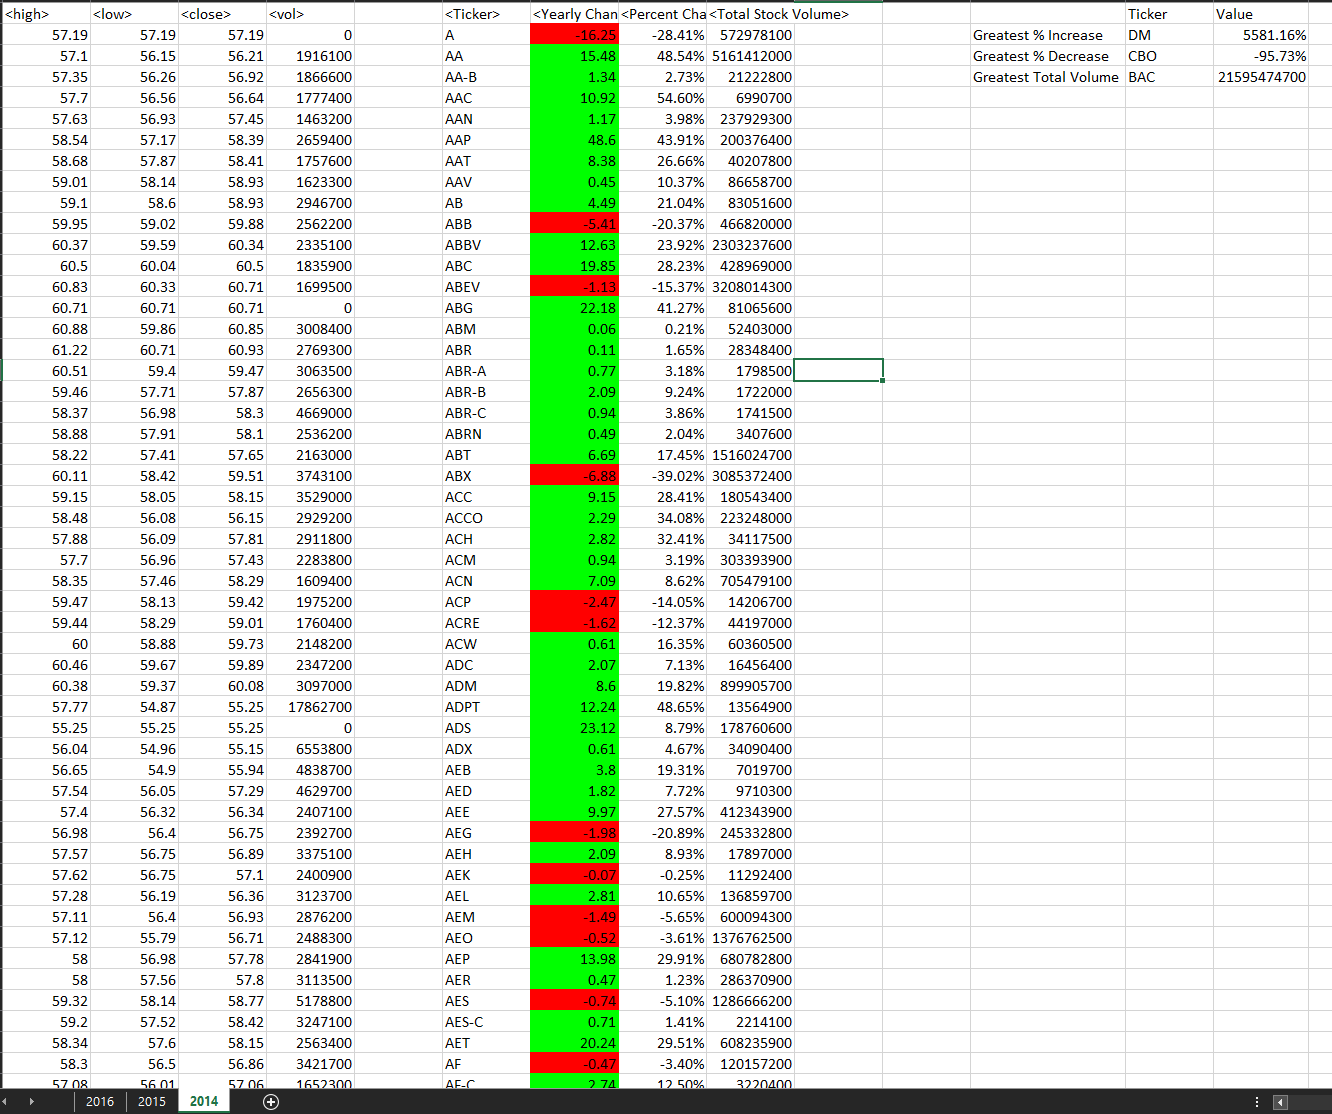 <high> <low> <close> <vol> <Ticker> <Yearly Chan <Percent Cha <Total Stock Volume> Ticker Value
57.19 57.19 57.19 0 A -16.25 -28.41% 572978100 Greatest % Increase DM 5581.16%
57.1 56.15 56.21 1916100 AA 15.48 48.54% 5161412000 Greatest % Decrease CBO -95.73%
57.35 56.26 56.92 1866600 AA-B 1.34 2.73% 21222800 Greatest Total Volume BAC 21595474700
57.7 56.56 56.64 1777400 AAC 10.92 54.60% 6990700
57.63 56.93 57.45 1463200 AAN 1.17 3.98% 237929300
58.54 57.17 58.39 2659400 AAP 48.6 43.91% 200376400
58.68 57.87 58.41 1757600 AAT 8.38 26.66% 40207800
59.01 58.14 58.93 1623300 AAV 0.45 10.37% 86658700
59.1 58.6 58.93 2946700 AB 4.49 21.04% 83051600
59.95 59.02 59.88 2562200 ABB -5.41 -20.37% 466820000
60.37 59.59 60.34 2335100 ABBV 12.63 23.92% 2303237600
60.5 60.04 60.5 1835900 ABC 19.85 28.23% 428969000
60.83 60.33 60.71 1699500 ABEV -1.13 -15.37% 3208014300
60.71 60.71 60.71 0 ABG 22.18 41.27% 81065600
60.88 59.86 60.85 3008400 ABM 0.06 0.21% 52403000
61.22 60.71 60.93 2769300 ABR 0.11 1.65% 28348400
60.51 59.4 59.47 3063500 ABR-A 0.77 3.18% 1798500
59.46 57.71 57.87 2656300 ABR-B 2.09 9.24% 1722000
58.37 56.98 58.3 4669000 ABR-C 0.94 3.86% 1741500
58.88 57.91 58.1 2536200 ABRN 0.49 2.04% 3407600
58.22 57.41 57.65 2163000 ABT 6.69 17.45% 1516024700
60.11 58.42 59.51 3743100 ABX -6.88 -39.02% 3085372400
59.15 58.05 58.15 3529000 ACC 9.15 28.41% 180543400
58.48 56.08 56.15 2929200 ACCO 2.29 34.08% 223248000
57.88 56.09 57.81 2911800 ACH 2.82 32.41% 34117500
57.7 56.96 57.43 2283800 ACM 0.94 3.19% 303393900
58.35 57.46 58.29 1609400 ACN 7.09 8.62% 705479100
59.47 58.13 59.42 1975200 ACP -2.47 -14.05% 14206700
59.44 58.29 59.01 1760400 ACRE -1.62 -12.37% 44197000
60 58.88 59.73 2148200 ACW 0.61 16.35% 60360500
60.46 59.67 59.89 2347200 ADC 2.07 7.13% 16456400
60.38 59.37 60.08 3097000 ADM 8.6 19.82% 899905700
57.77 54.87 55.25 17862700 ADPT 12.24 48.65% 13564900
55.25 55.25 55.25 0 ADS 23.12 8.79% 178760600
56.04 54.96 55.15 6553800 ADX 0.61 4.67% 34090400
56.65 54.9 55.94 4838700 AEB 3.8 19.31% 7019700
57.54 56.05 57.29 4629700 AED 1.82 7.72% 9710300
57.4 56.32 56.34 2407100 AEE 9.97 27.57% 412343900
56.98 56.4 56.75 2392700 AEG -1.98 -20.89% 245332800
57.57 56.75 56.89 3375100 AEH 2.09 8.93% 17897000
57.62 56.75 57.1 2400900 AEK -0.07 -0.25% 11292400
57.28 56.19 56.36 3123700 AEL 2.81 10.65% 136859700
57.11 56.4 56.93 2876200 AEM -1.49 -5.65% 600094300
57.12 55.79 56.71 2488300 AEO -0.52 -3.61% 1376762500
58 56.98 57.78 2841900 AEP 13.98 29.91% 680782800
58 57.56 57.8 3113500 AER 0.47 1.23% 286370900
59.32 58.14 58.77 5178800 AES -0.74 -5.10% 1286666200
59.2 57.52 58.42 3247100 AES-C 0.71 1.41% 2214100
58.34 57.6 58.15 2563400 AET 20.24 29.51% 608235900
58.3 56.5 56.86 3421700 AF -0.47 -3.40% 120157200
57.08 56.01 57.06 1652300 AF-C 2.74 12.50% 3220400
2016 2015 2014